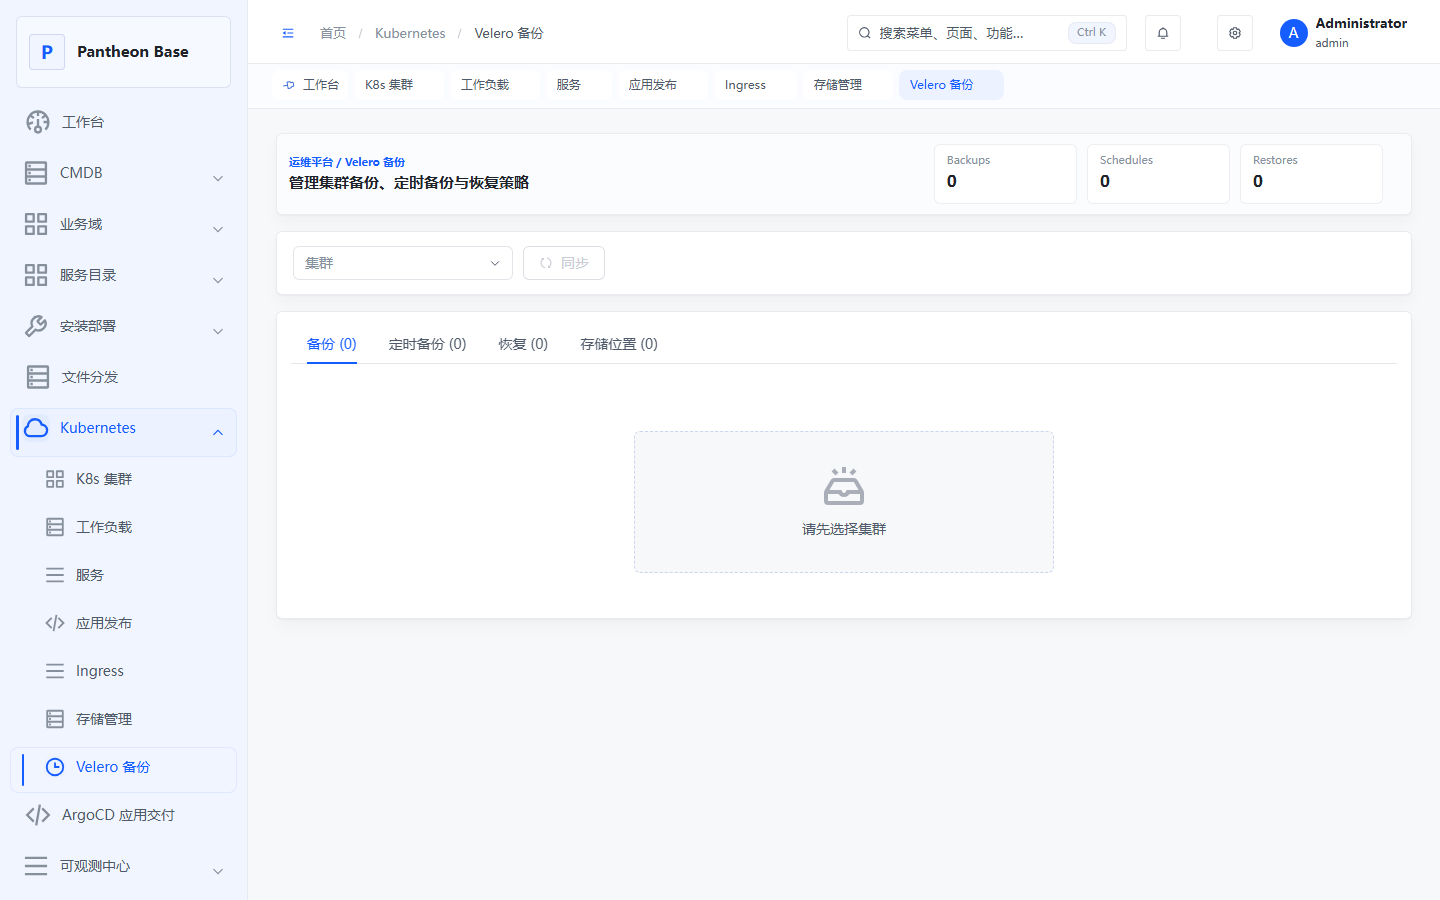 P
Pantheon Base
工作台
CMDB
业务域
服务目录
安装部署
文件分发
Kubernetes
K8s 集群
工作负载
服务
应用发布
Ingress
存储管理
Velero 备份
ArgoCD 应用交付
可观测中心
首页 / Kubernetes / Velero 备份
搜索菜单、页面、功能... Ctrl K
A
Administrator
admin
工作台 K8s 集群 工作负载 服务 应用发布 Ingress 存储管理 Velero 备份
运维平台 / Velero 备份
管理集群备份、定时备份与恢复策略
Backups
0
Schedules
0
Restores
0
集群
同步
备份 (0) 定时备份 (0) 恢复 (0) 存储位置 (0)
请先选择集群